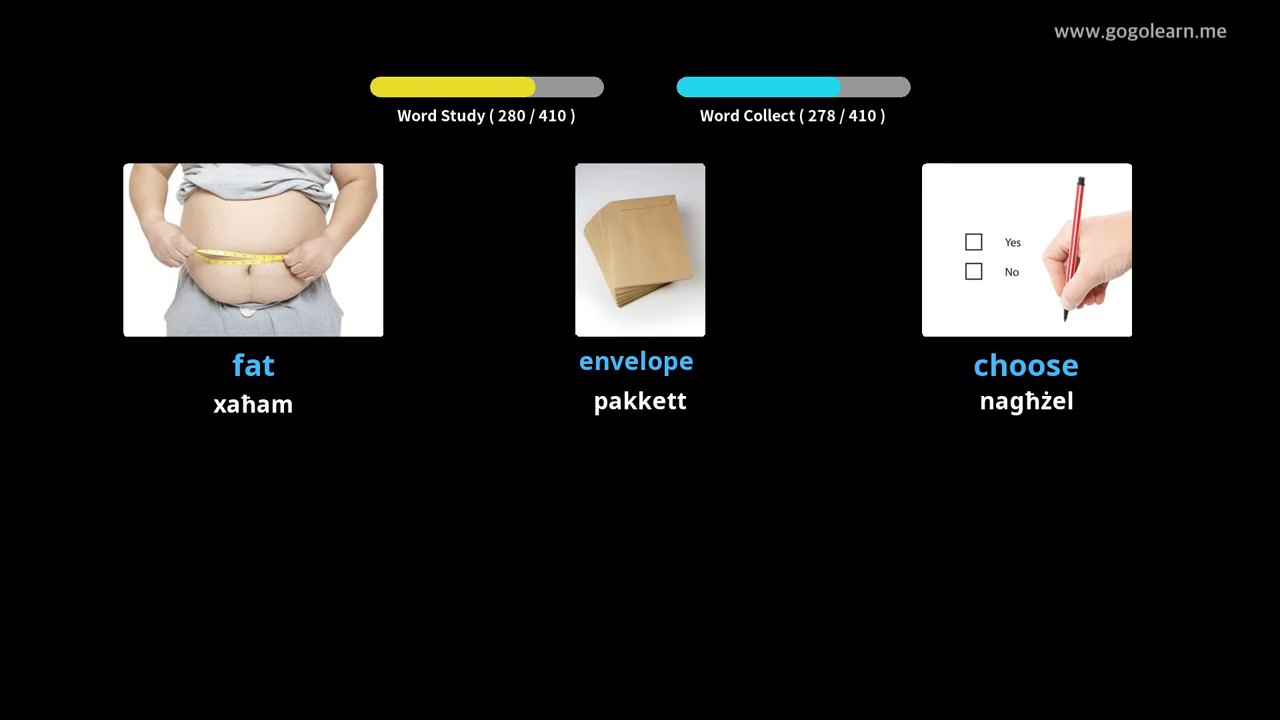 www.gogolearn.me
Word Study ( 280 / 410 )
Word Collect ( 278 / 410 )
Yes
No
fat
envelope
choose
xaħam
pakkett
nagħżel